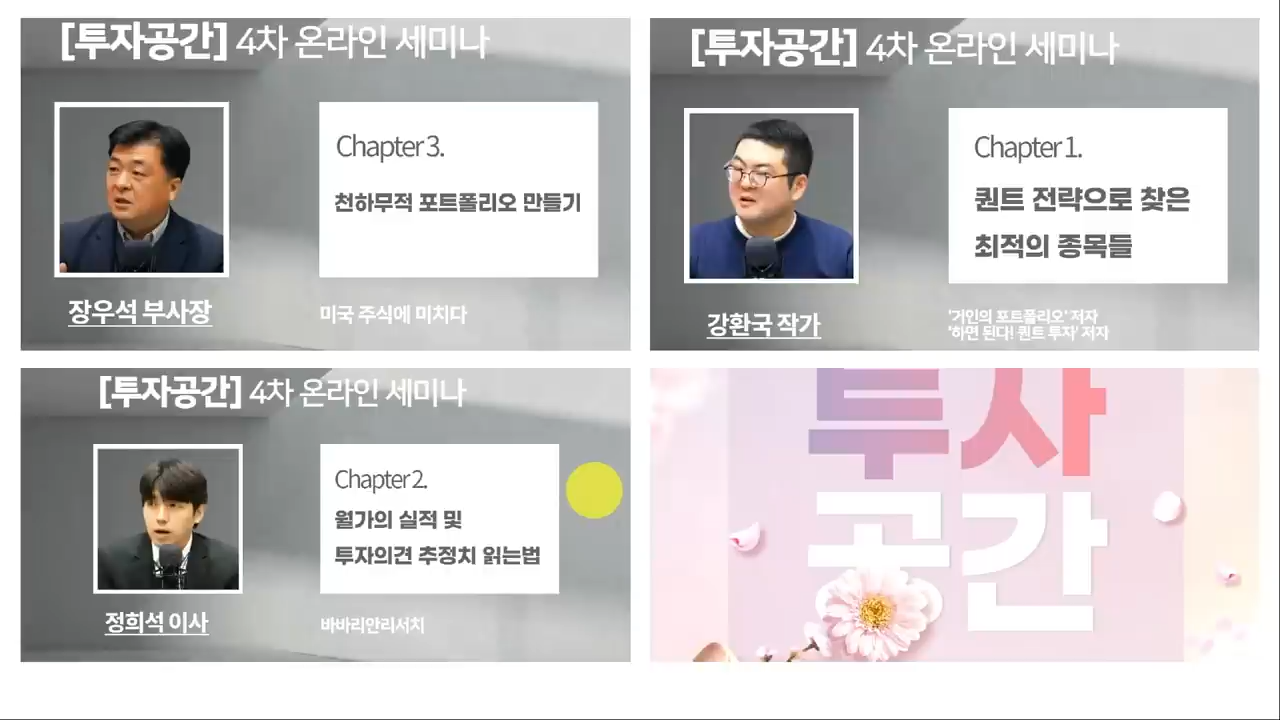 [투자공간] 4차 온라인 세미나
Chapter 3.
천하무적 포트폴리오 만들기
장우석 부사장
미국 주식에 미치다
[투자공간] 4차 온라인 세미나
Chapter 1.
퀀트 전략으로 찾은
최적의 종목들
강환국 작가
'거인의 포트폴리오' 저자
'하면 된다! 퀀트 투자' 저자
[투자공간] 4차 온라인 세미나
Chapter 2.
월가의 실적 및
투자의견 추정치 읽는법
정희석 이사
바바리안리서치
투자
공간